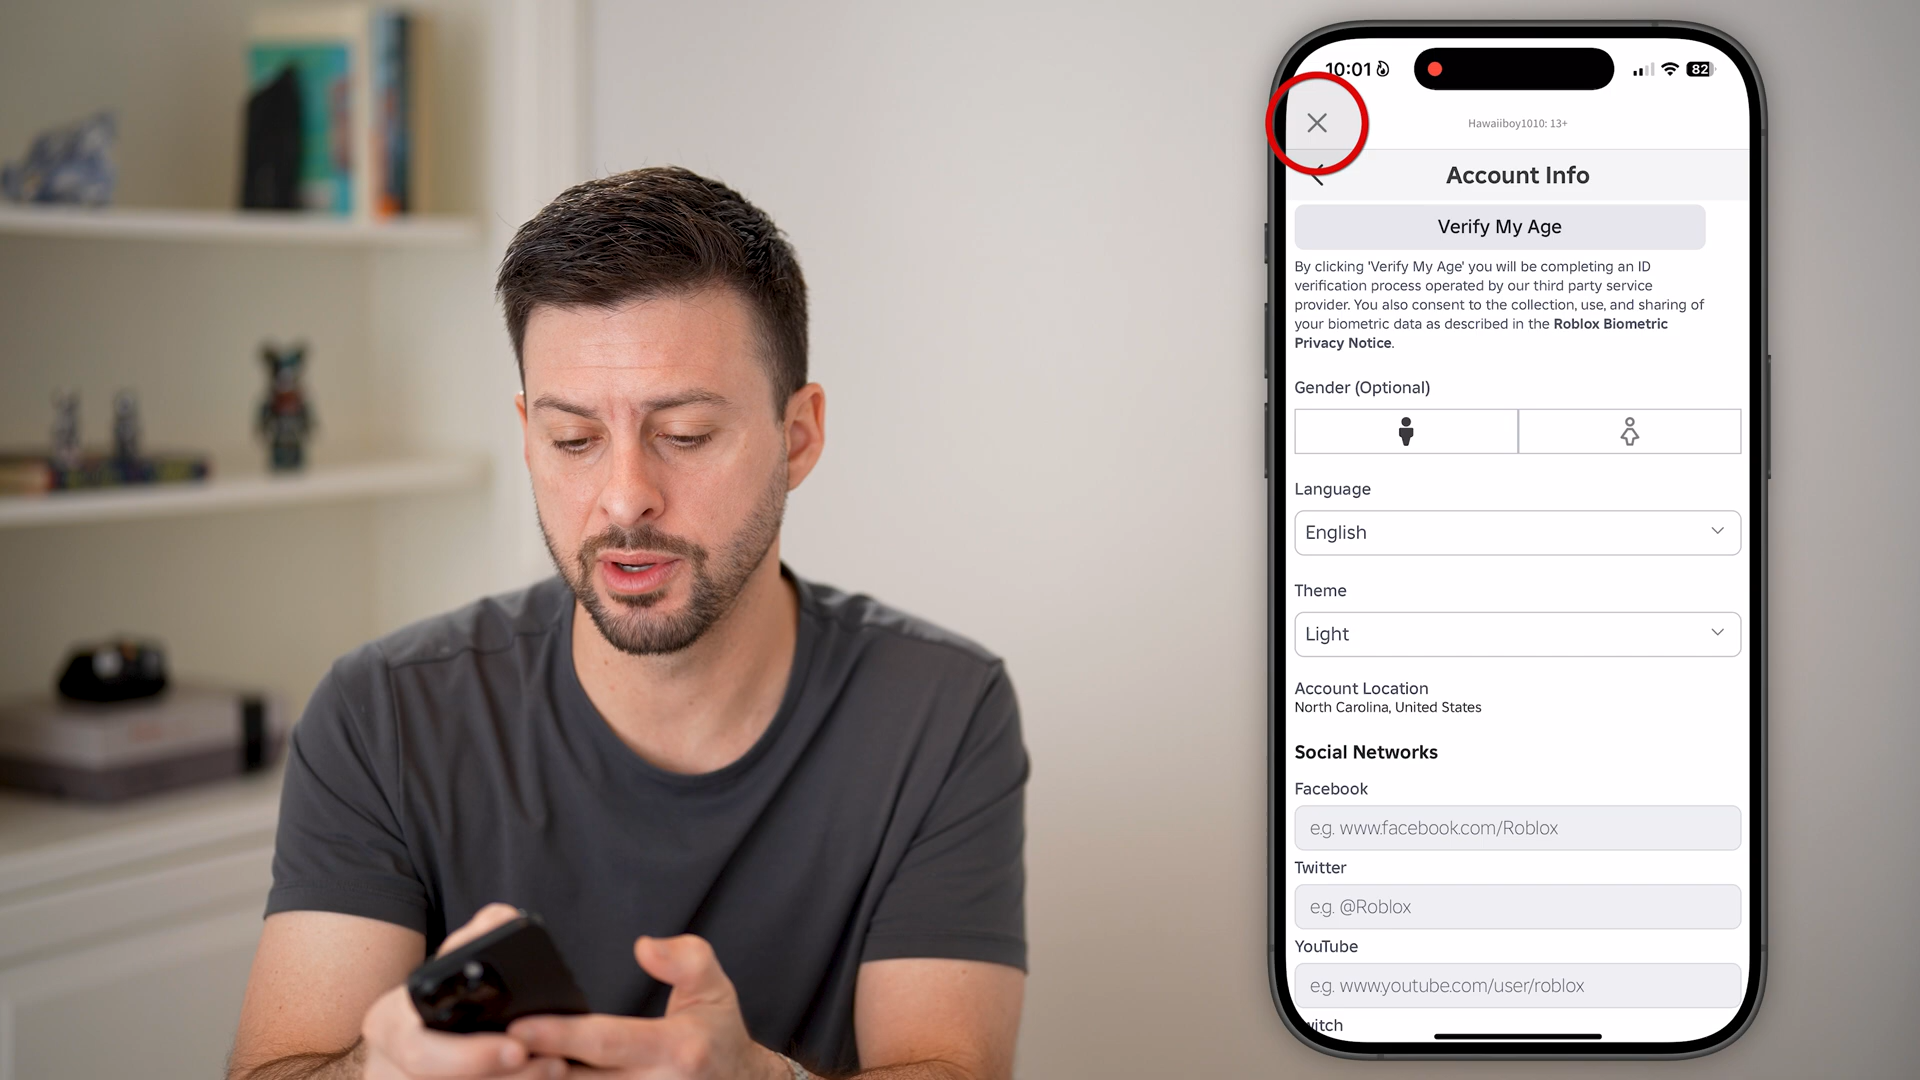 10:01
82
Hawaiiboy1010: 13+
Account Info
Verify My Age
By clicking 'Verify My Age' you will be completing an ID
verification process operated by our third party service
provider. You also consent to the collection, use, and sharing of
your biometric data as described in the Roblox Biometric
Privacy Notice.
Gender (Optional)
Language
English
Theme
Light
Account Location
North Carolina, United States
Social Networks
Facebook
e.g. www.facebook.com/Roblox
Twitter
e.g. @Roblox
YouTube
e.g. www.youtube.com/user/roblox
witch